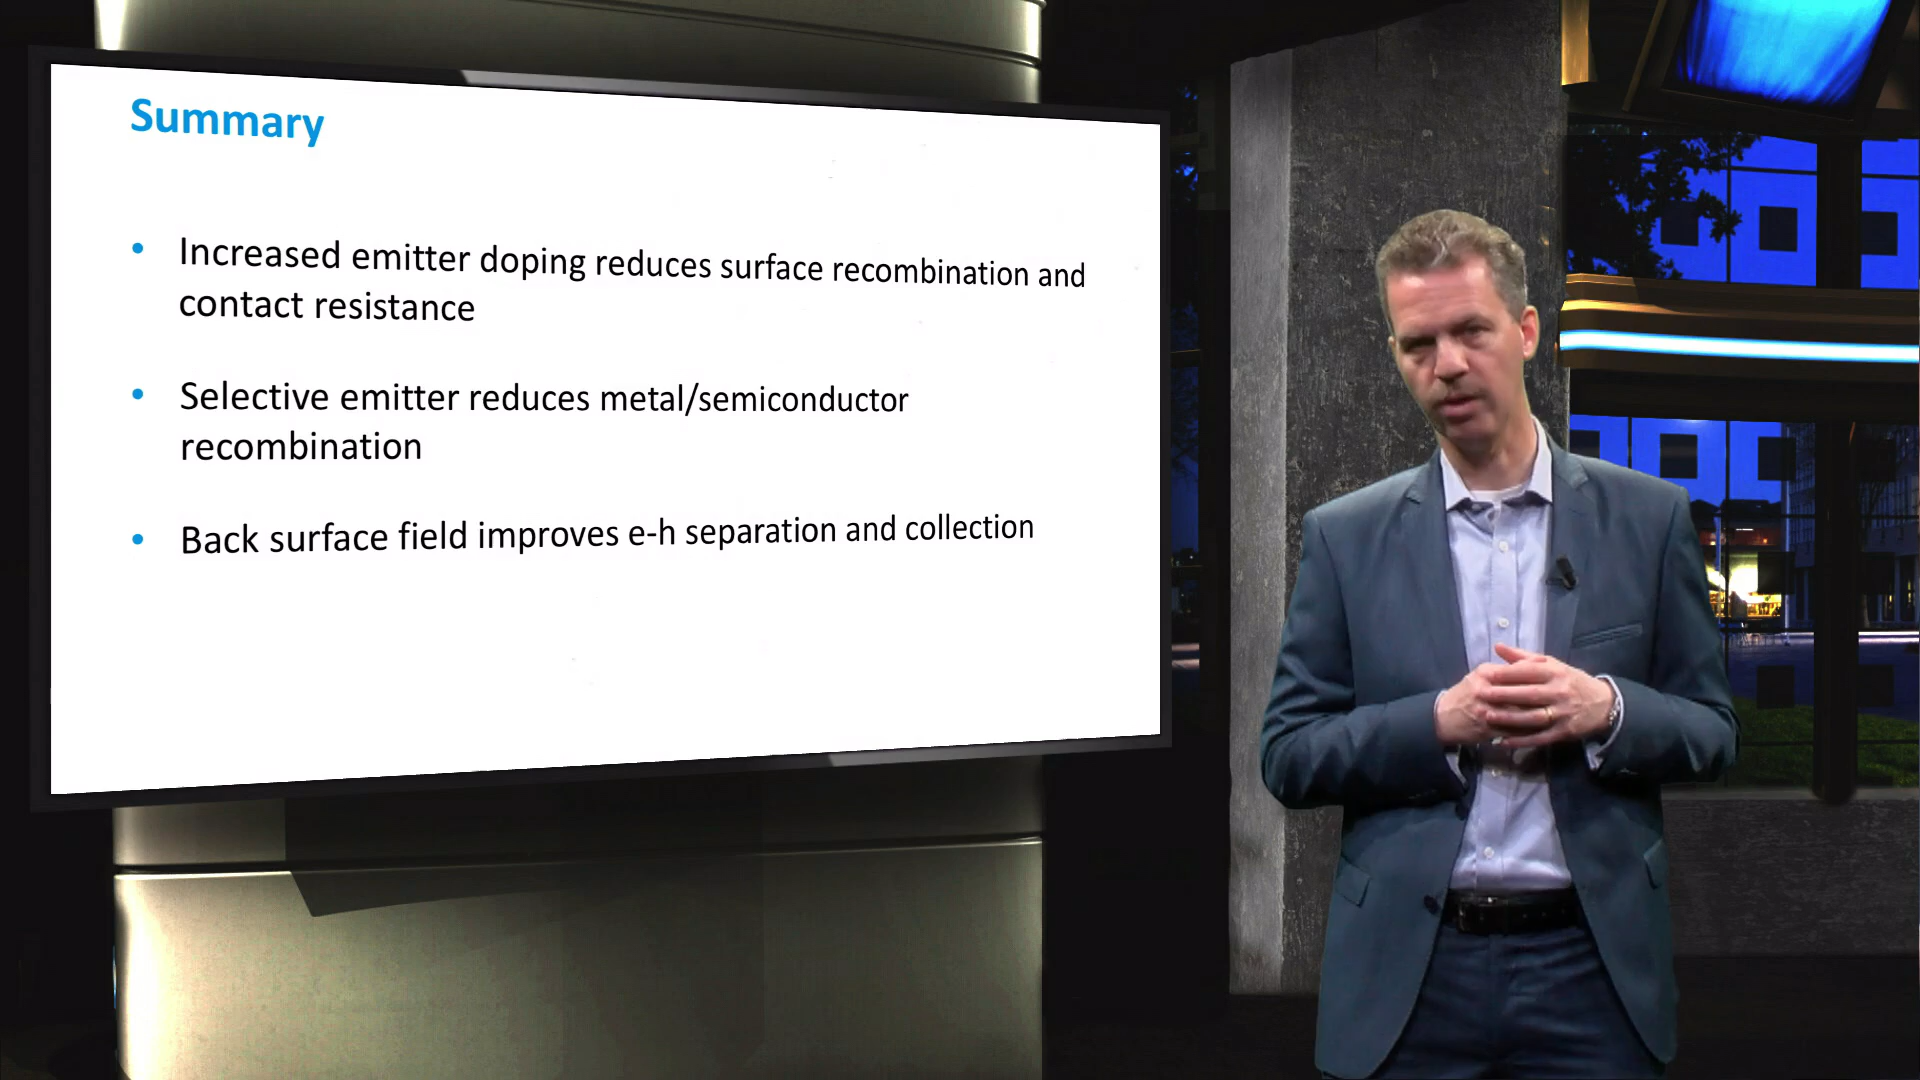 Summary
• Increased emitter doping reduces surface recombination and
contact resistance
• Selective emitter reduces metal/semiconductor
recombination
• Back surface field improves e-h separation and collection